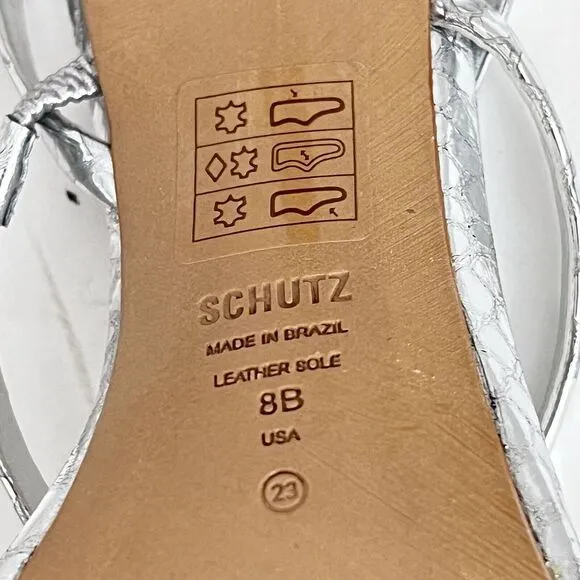 SCHUTZ
MADE IN BRAZIL
LEATHER SOLE
8B
USA
23